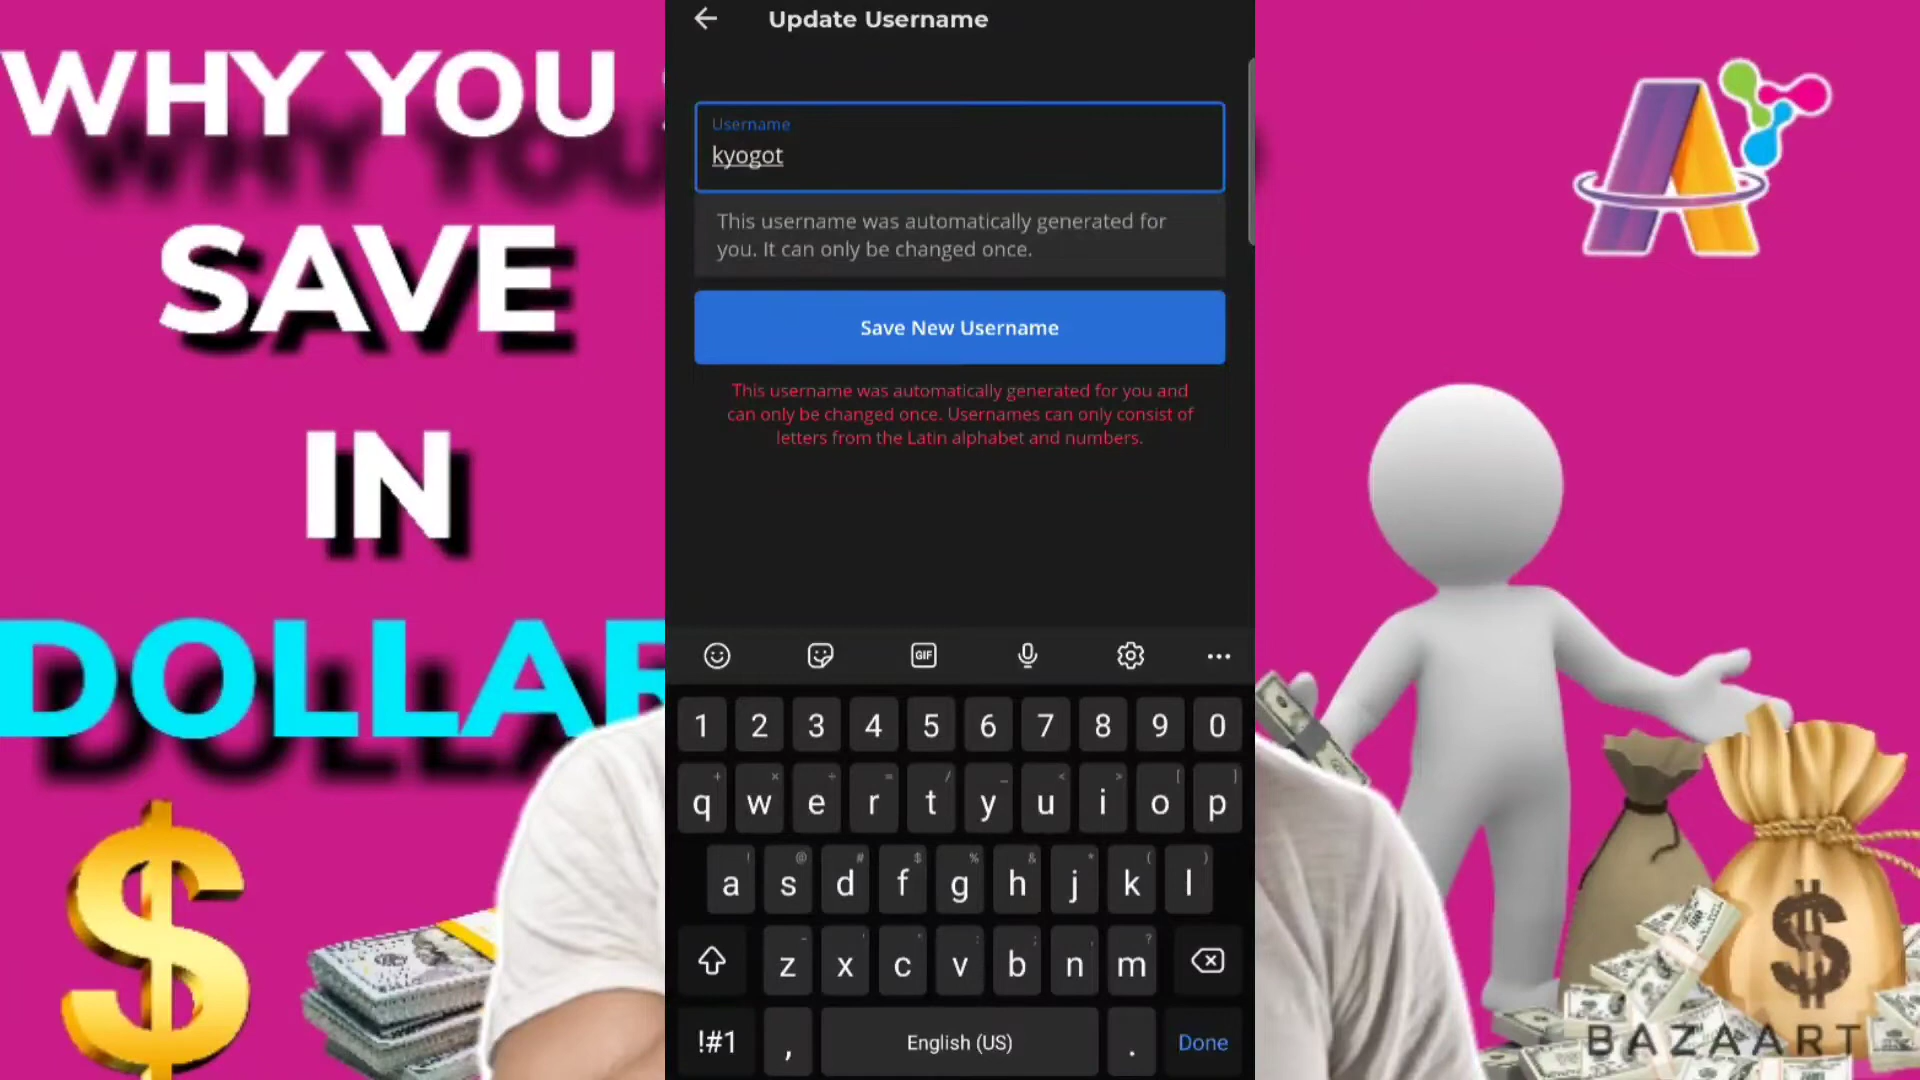 WHY YOU
SAVE
IN
DOLLAR
Update Username
Username
kyogot
This username was automatically generated for
you. It can only be changed once.
Save New Username
This username was automatically generated for you and
can only be changed once. Usernames can only consist of
letters from the Latin alphabet and numbers.
GIF
1 2 3 4 5 6 7 8 9 0
q w e r t y u i o p
a s d f g h j k l
z x c v b n m
!#1 , English (US) . Done
A
$
$
BAZAART